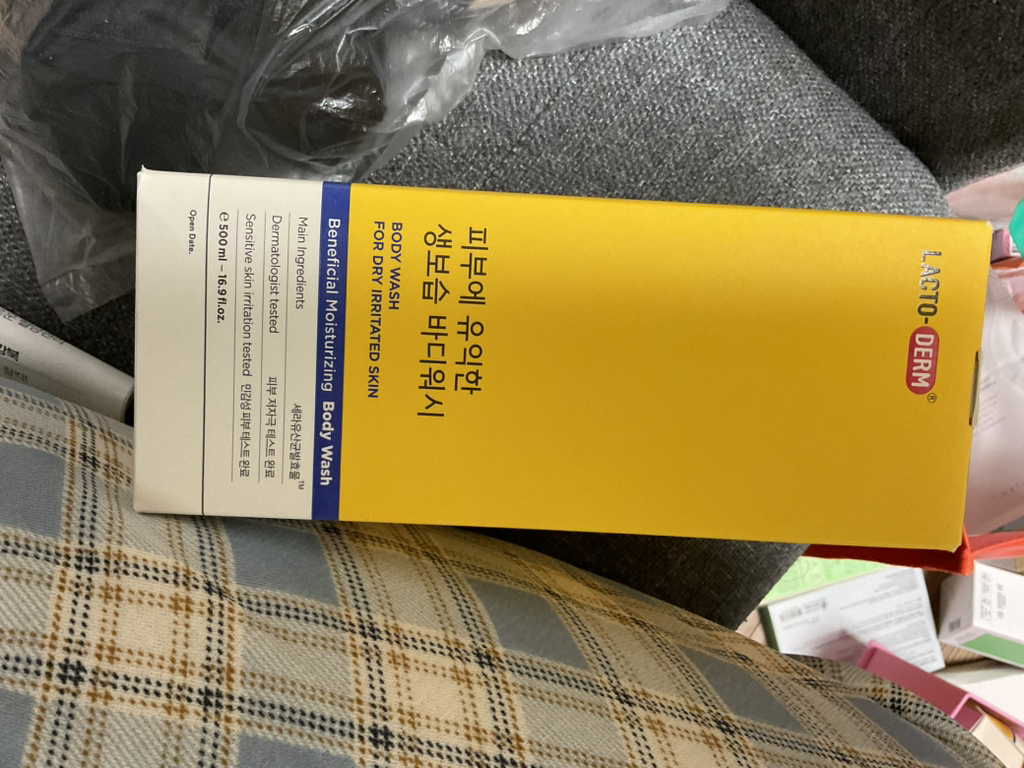 LACTO-DERM®
피부에 유익한
생보습 바디워시
BODY WASH
FOR DRY IRRITATED SKIN
Beneficial Moisturizing Body Wash
Main Ingredients 세라유산균발효물™
Dermatologist tested 피부 저자극 테스트 완료
Sensitive skin irritation tested 민감성 피부 테스트 완료
℮ 500 ml – 16.9 fl.oz.
Open Date.